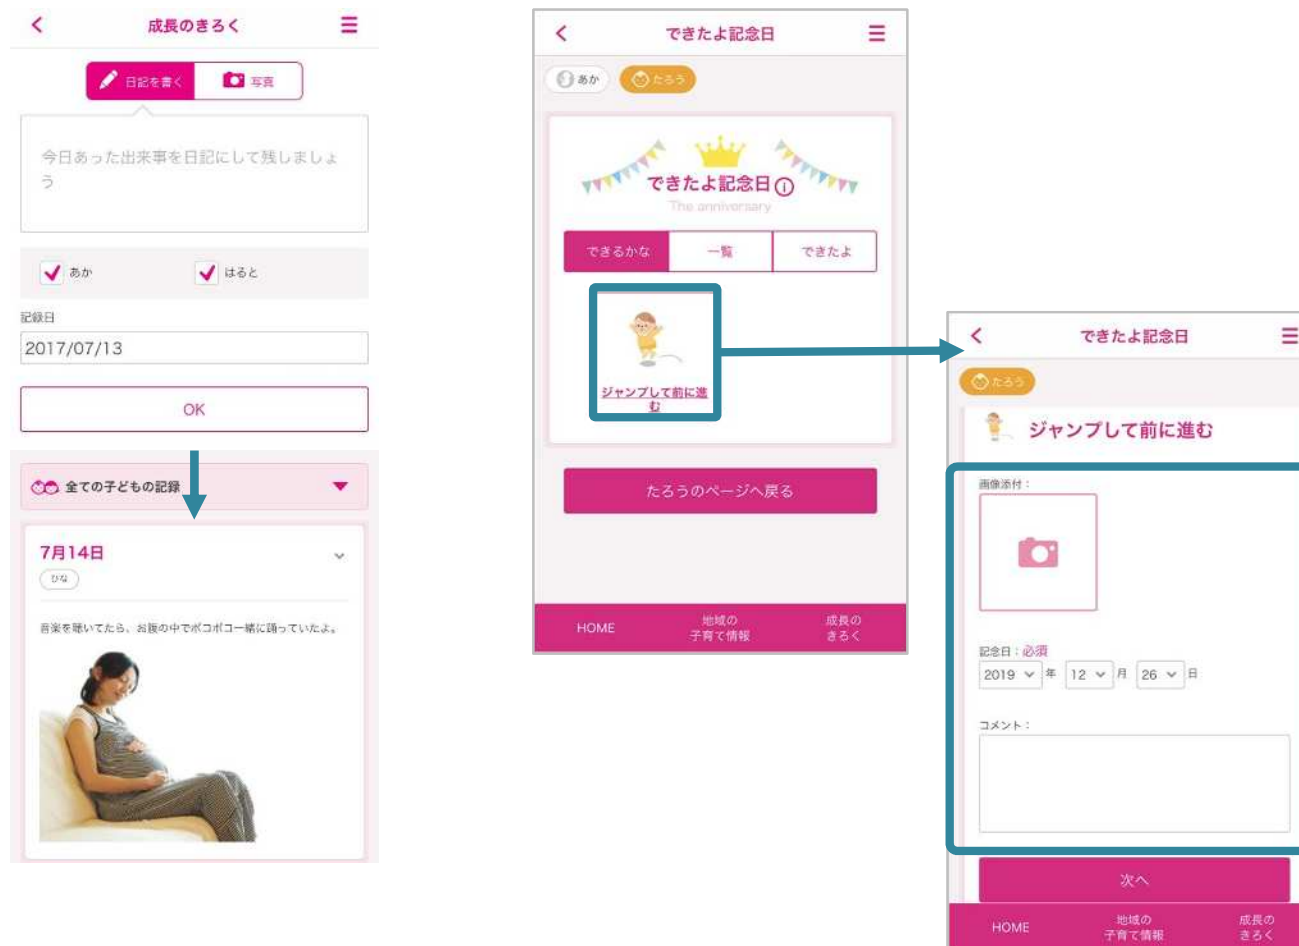 成長のきろく
日記を書く
写真
今日あった出来事を日記にして残しましょ
う
あか
はると
記録日
2017/07/13
OK
全ての子どもの記録
7月14日
ひな
音楽を聴いてたら、お腹の中でポコポコ一緒に踊っていたよ。
できたよ記念日
あか
たろう
できたよ記念日
The anniversary
できるかな
一覧
できたよ
ジャンプして前に進
む
たろうのページへ戻る
HOME
地域の
子育て情報
成長の
きろく
できたよ記念日
たろう
ジャンプして前に進む
画像添付：
記念日：必須
2019 年 12 月 26 日
コメント：
次へ
HOME
地域の
子育て情報
成長の
きろく